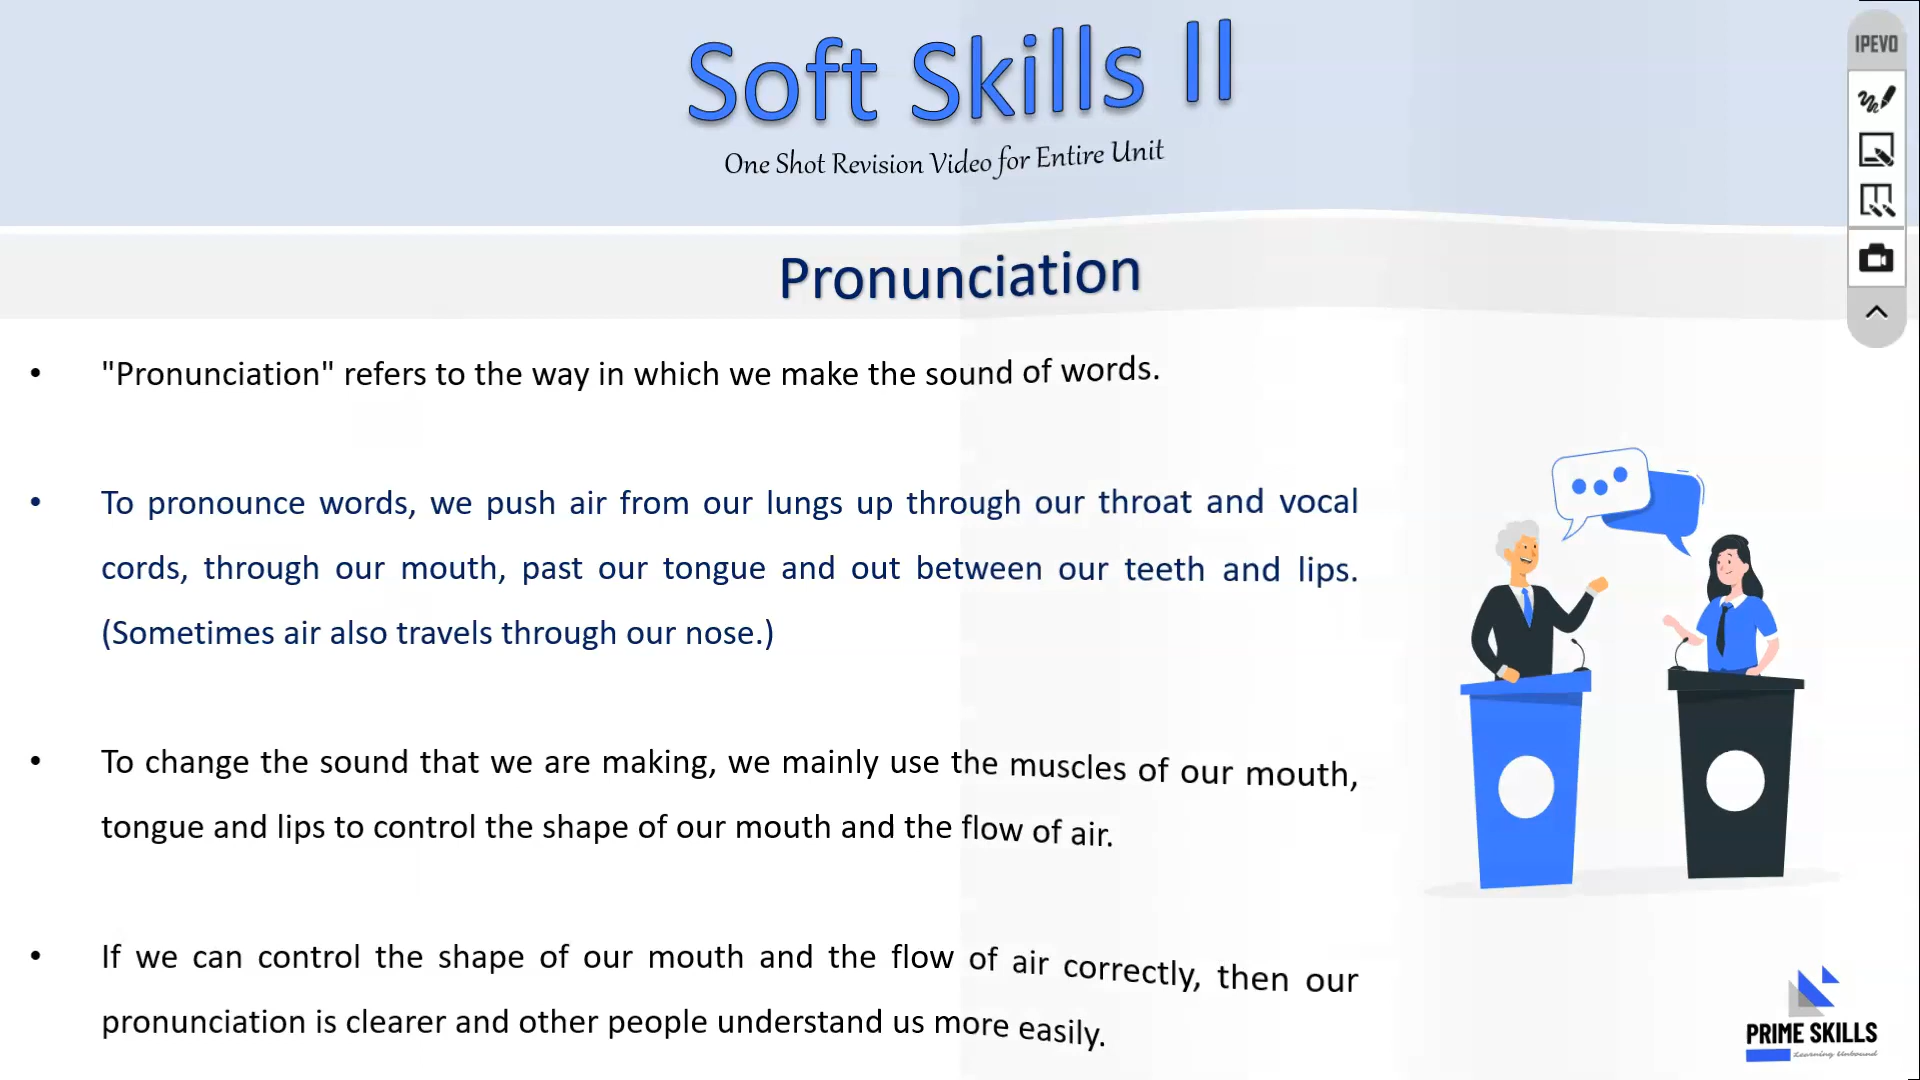 Soft Skills II
One Shot Revision Video for Entire Unit
IPEVO
Pronunciation
• "Pronunciation" refers to the way in which we make the sound of words.
• To pronounce words, we push air from our lungs up through our throat and vocal
cords, through our mouth, past our tongue and out between our teeth and lips.
(Sometimes air also travels through our nose.)
• To change the sound that we are making, we mainly use the muscles of our mouth,
tongue and lips to control the shape of our mouth and the flow of air.
• If we can control the shape of our mouth and the flow of air correctly, then our
pronunciation is clearer and other people understand us more easily.
PRIME SKILLS
Learning Unbound